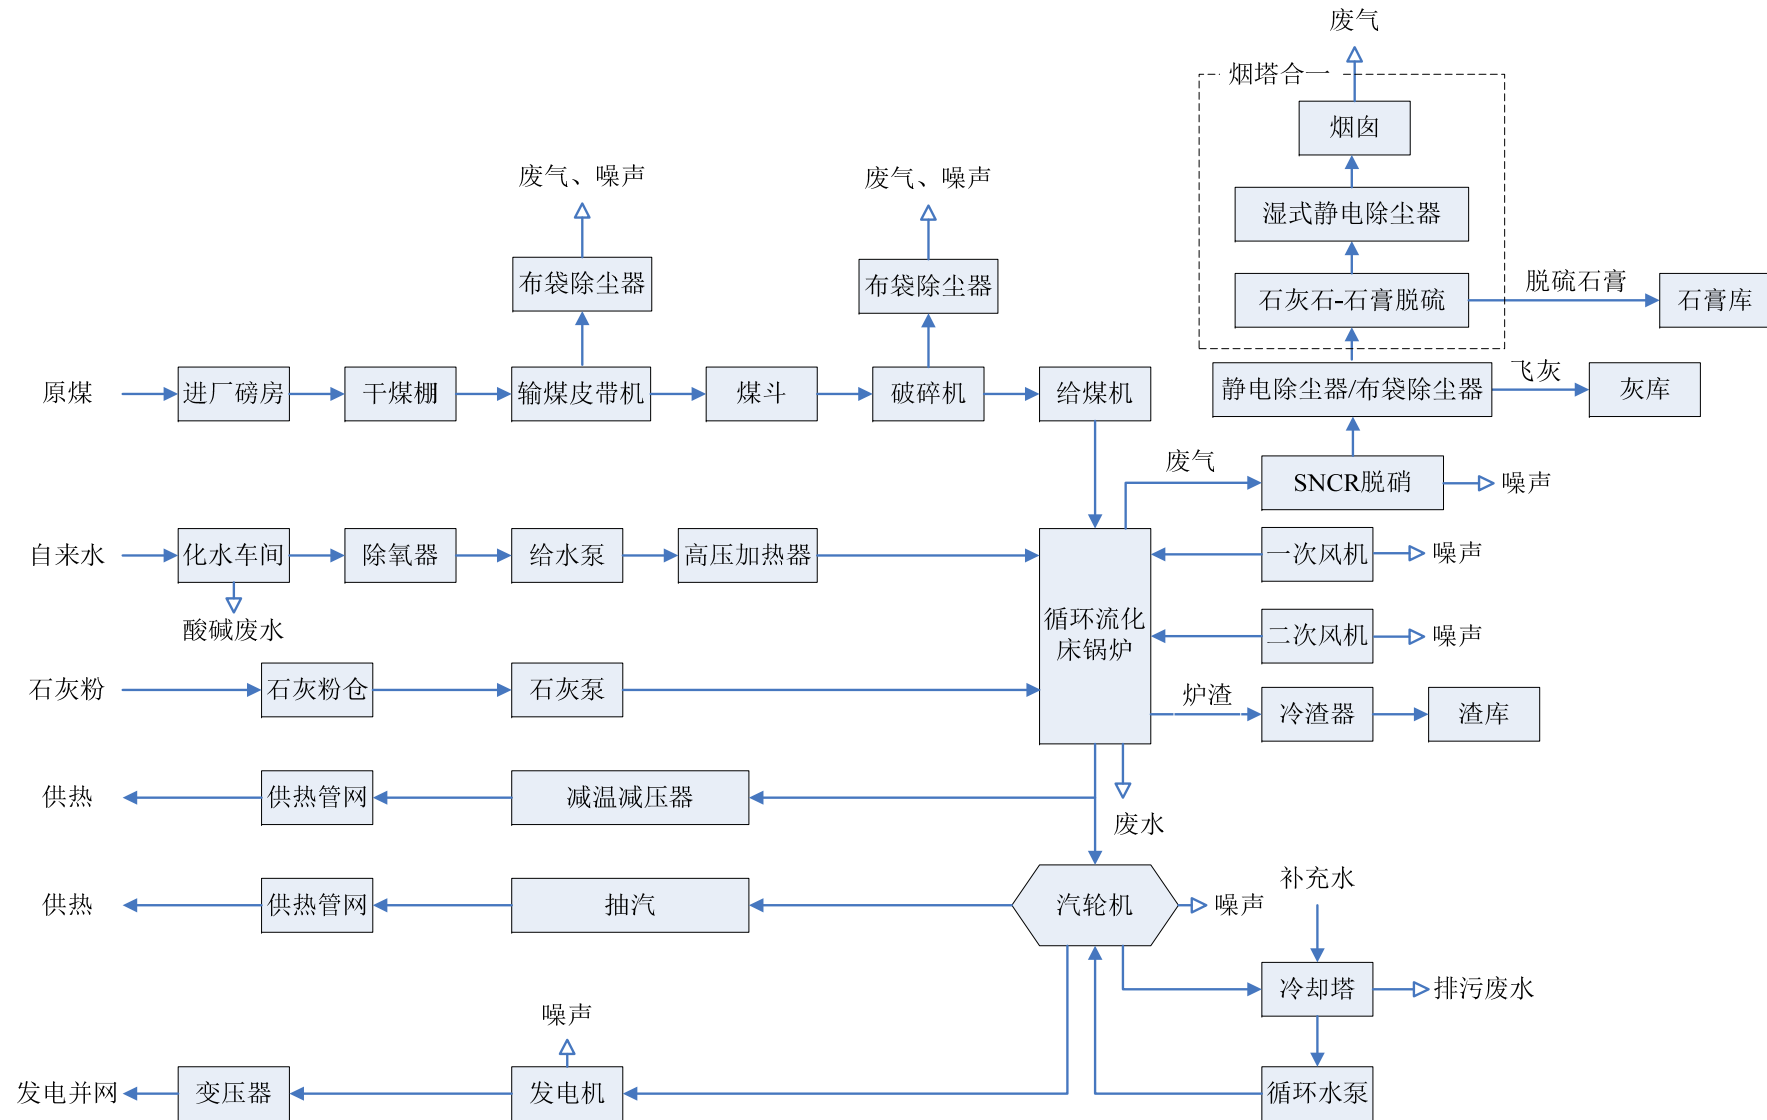 废气
烟塔合一
烟囱
废气、噪声
废气、噪声
湿式静电除尘器
布袋除尘器
布袋除尘器
石灰石-石膏脱硫
脱硫石膏
石膏库
原煤
进厂磅房
干煤棚
输煤皮带机
煤斗
破碎机
给煤机
静电除尘器/布袋除尘器
飞灰
灰库
废气
SNCR脱硝
噪声
自来水
化水车间
除氧器
给水泵
高压加热器
一次风机
噪声
酸碱废水
循环流化
床锅炉
二次风机
噪声
石灰粉
石灰粉仓
石灰泵
炉渣
冷渣器
渣库
供热
供热管网
减温减压器
废水
供热
供热管网
抽汽
汽轮机
噪声
补充水
冷却塔
排污废水
噪声
发电并网
变压器
发电机
循环水泵